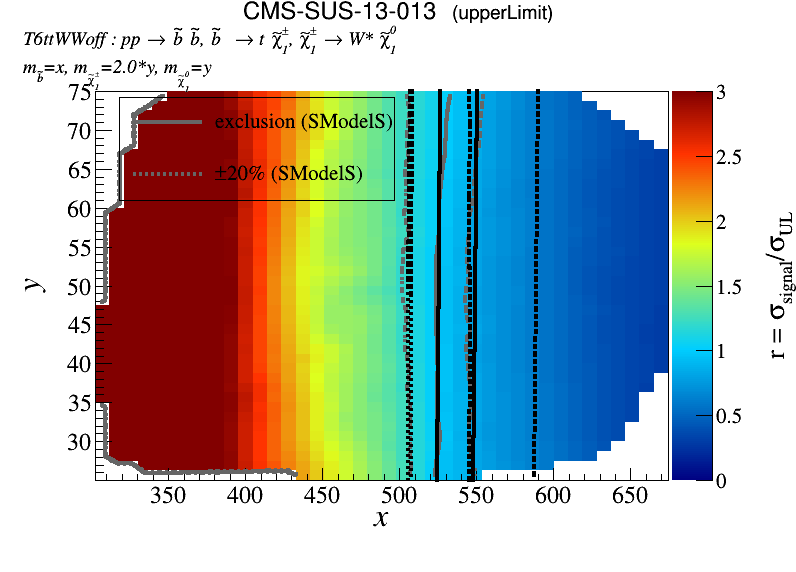 CMS-SUS-13-013 (upperLimit)
T6ttWWoff : pp → b̃ b̃, b̃ → t χ̃₁±, χ̃₁± → W* χ̃₁⁰
m_b̃=x, m_χ̃₁±=2.0*y, m_χ̃₁⁰=y
exclusion (SModelS)
±20% (SModelS)
75
70
65
60
55
50
45
40
35
30
y
350 400 450 500 550 600 650
x
3
2.5
2
1.5
1
0.5
0
r = σ_signal/σ_UL